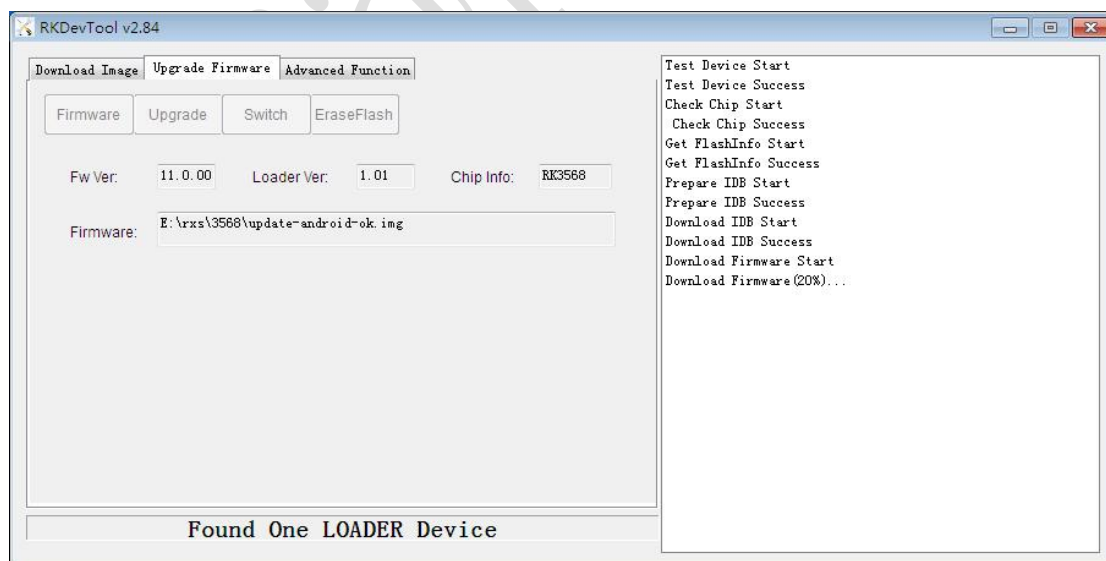 RKDevTool v2.84
Download Image Upgrade Firmware Advanced Function
Firmware Upgrade Switch EraseFlash
Fw Ver: 11.0.00 Loader Ver: 1.01 Chip Info: RK3568
Firmware: E:\rxs\3568\update-android-ok.img
Found One LOADER Device
Test Device Start
Test Device Success
Check Chip Start
Check Chip Success
Get FlashInfo Start
Get FlashInfo Success
Prepare IDB Start
Prepare IDB Success
Download IDB Start
Download IDB Success
Download Firmware Start
Download Firmware(20%)...